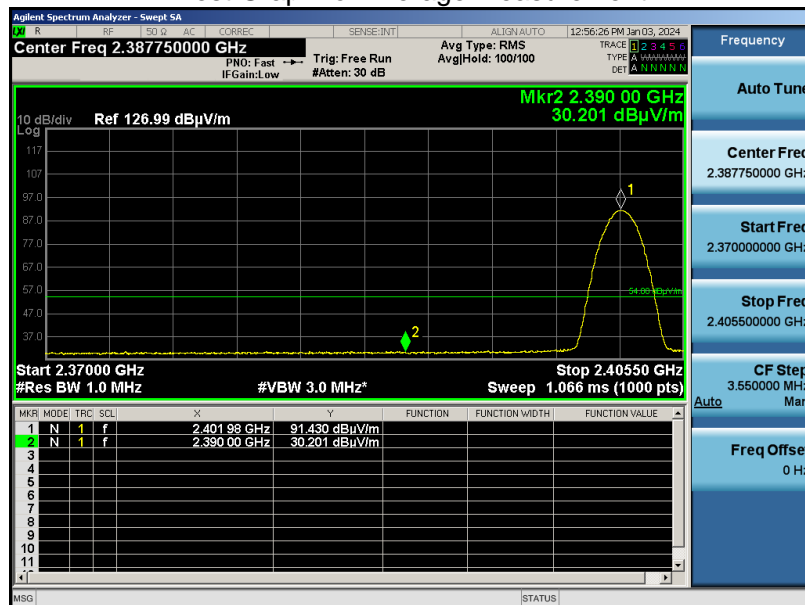 Agilent Spectrum Analyzer - Swept SA
LXI R RF 50 Ω AC CORREC SENSE:INT ALIGN AUTO 12:56:26 PM Jan 03, 2024
Center Freq 2.387750000 GHz
PNO: Fast
IFGain:Low
Trig: Free Run
#Atten: 30 dB
Avg Type: RMS
Avg|Hold: 100/100
TRACE 1 2 3 4 5 6
TYPE A WWWWW
DET A N N N N N
Mkr2 2.390 00 GHz
30.201 dBµV/m
10 dB/div Ref 126.99 dBµV/m
Log
117
107
97.0
87.0
77.0
67.0
57.0
47.0
37.0
1
54.00 dBµV/m
2
Start 2.37000 GHz Stop 2.40550 GHz
#Res BW 1.0 MHz #VBW 3.0 MHz* Sweep 1.066 ms (1000 pts)
MKR MODE TRC SCL X Y FUNCTION FUNCTION WIDTH FUNCTION VALUE
1 N 1 f 2.401 98 GHz 91.430 dBµV/m
2 N 1 f 2.390 00 GHz 30.201 dBµV/m
3
4
5
6
7
8
9
10
11
MSG STATUS
Frequency
Auto Tune
Center Freq
2.387750000 GHz
Start Freq
2.370000000 GHz
Stop Freq
2.405500000 GHz
CF Step
3.550000 MHz
Auto Man
Freq Offset
0 Hz